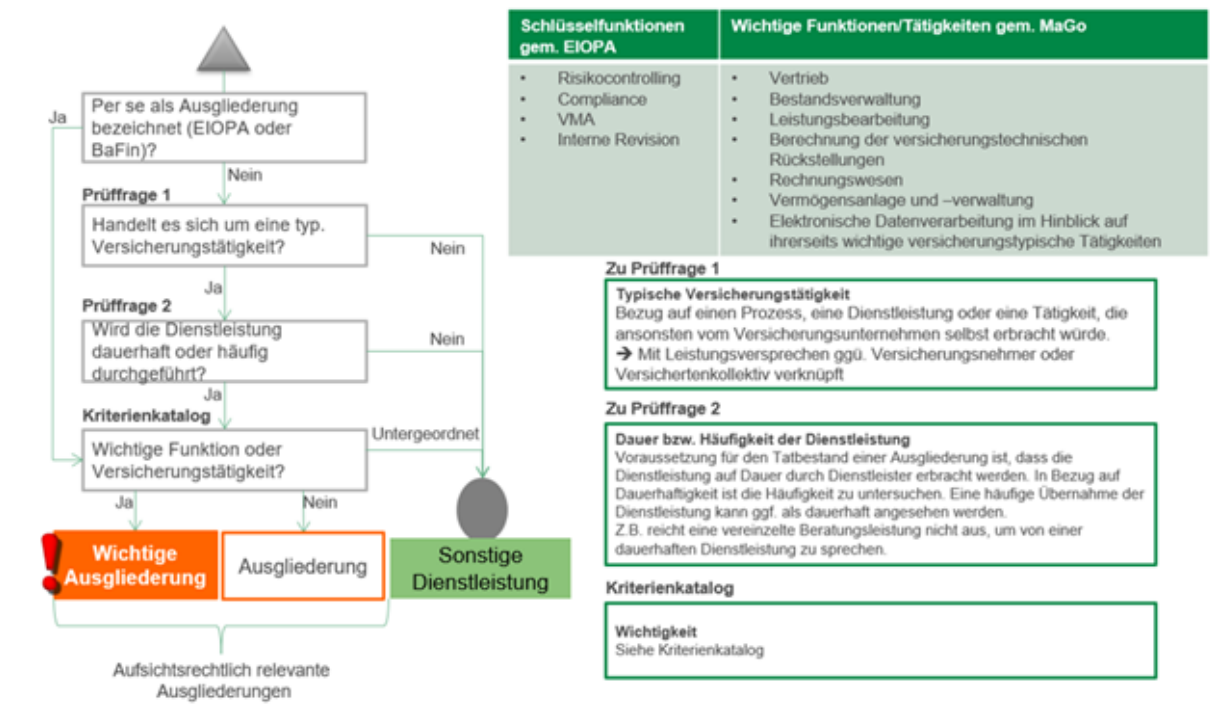 Per se als Ausgliederung
bezeichnet (EIOPA oder
BaFin)?
Ja
Nein
Prüffrage 1
Handelt es sich um eine typ.
Versicherungstätigkeit?
Nein
Ja
Prüffrage 2
Wird die Dienstleistung
dauerhaft oder häufig
durchgeführt?
Nein
Ja
Kriterienkatalog
Wichtige Funktion oder
Versicherungstätigkeit?
Untergeordnet
Ja
Nein
Wichtige
Ausgliederung
Ausgliederung
Sonstige
Dienstleistung
Aufsichtsrechtlich relevante
Ausgliederungen
Schlüsselfunktionen
gem. EIOPA
• Risikocontrolling
• Compliance
• VMA
• Interne Revision
Wichtige Funktionen/Tätigkeiten gem. MaGo
• Vertrieb
• Bestandsverwaltung
• Leistungsbearbeitung
• Berechnung der versicherungstechnischen
Rückstellungen
• Rechnungswesen
• Vermögensanlage und –verwaltung
• Elektronische Datenverarbeitung im Hinblick auf
ihrerseits wichtige versicherungstypische Tätigkeiten
Zu Prüffrage 1
Typische Versicherungstätigkeit
Bezug auf einen Prozess, eine Dienstleistung oder eine Tätigkeit, die
ansonsten vom Versicherungsunternehmen selbst erbracht würde.
➔ Mit Leistungsversprechen ggü. Versicherungsnehmer oder
Versichertenkollektiv verknüpft
Zu Prüffrage 2
Dauer bzw. Häufigkeit der Dienstleistung
Voraussetzung für den Tatbestand einer Ausgliederung ist, dass die
Dienstleistung auf Dauer durch Dienstleister erbracht werden. In Bezug auf
Dauerhaftigkeit ist die Häufigkeit zu untersuchen. Eine häufige Übernahme der
Dienstleistung kann ggf. als dauerhaft angesehen werden.
Z.B. reicht eine vereinzelte Beratungsleistung nicht aus, um von einer
dauerhaften Dienstleistung zu sprechen.
Kriterienkatalog
Wichtigkeit
Siehe Kriterienkatalog